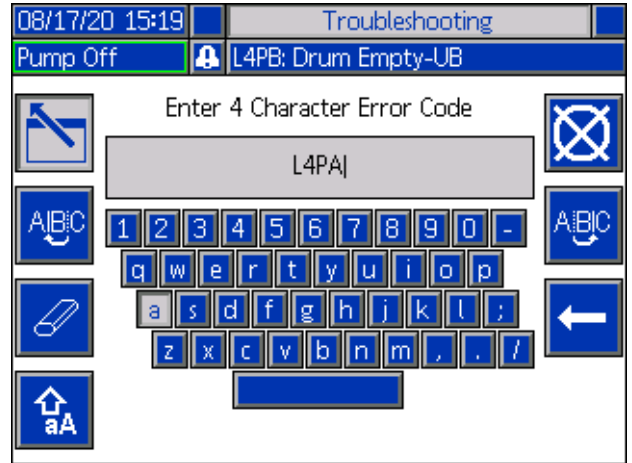 08/17/20 15:19 Troubleshooting
Pump Off L4PB: Drum Empty-UB
Enter 4 Character Error Code
L4PA
ABC 1 2 3 4 5 6 7 8 9 0 - ABC
q w e r t y u i o p
a s d f g h j k l ;
z x c v b n m , . /
aA